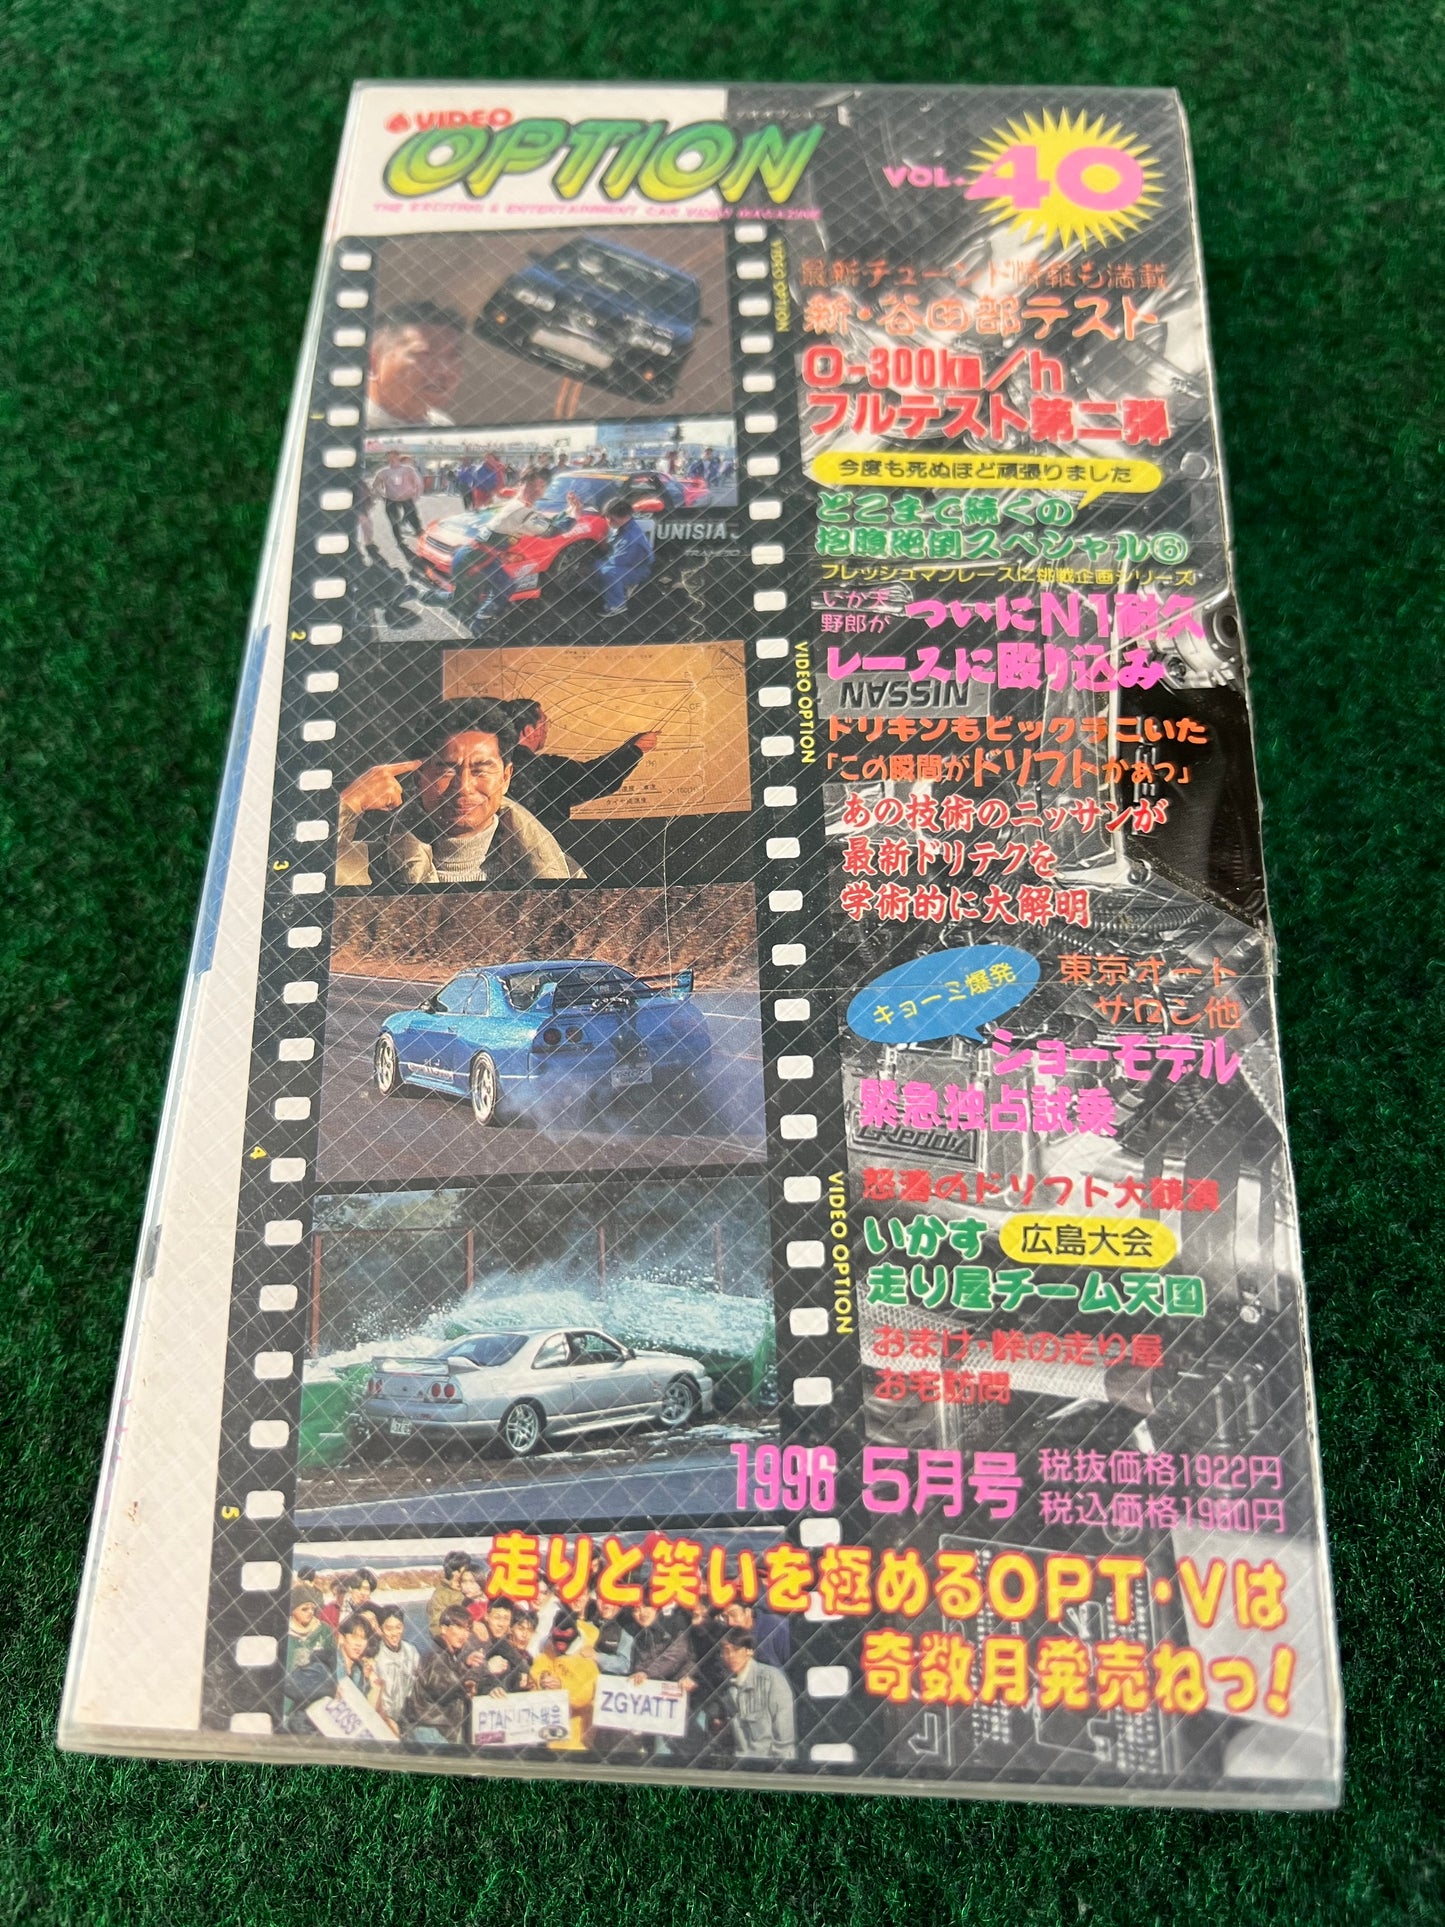 VIDEO
OPTION
THE EXCITING & ENTERTAINMENT CAR VIDEO MAGAZINE
VOL. 40
最新チューンド情報も満載
新・谷田部テスト
0-300km/h
フルテスト第二弾
今度も死ぬほど頑張りました
どこまで続くの
抱腹絶倒スペシャル⑥
フレッシュマンレースに挑戦企画シリーズ
いか天
野郎が
ついにN1耐久
レースに殴り込み
NISSAN
ドリキンもビックラこいた
「この瞬間がドリフトかぁっ」
あの技術のニッサンが
最新ドリテクを
学術的に大解明
キョーミ爆発
東京オート
サロン他
ショーモデル
緊急独占試乗
GReddy
怒濤のドリフト大観演
いかす
広島大会
走り屋チーム天国
おまけ・峠の走り屋
お宅訪問
1996 5月号
税抜価格1922円
税込価格1980円
走りと笑いを極めるOPT・Vは
奇数月発売ねっ!
VIDEO OPTION
VIDEO OPTION
VIDEO OPTION
1
2
3
4
5
UNISIA J
ZGYATT